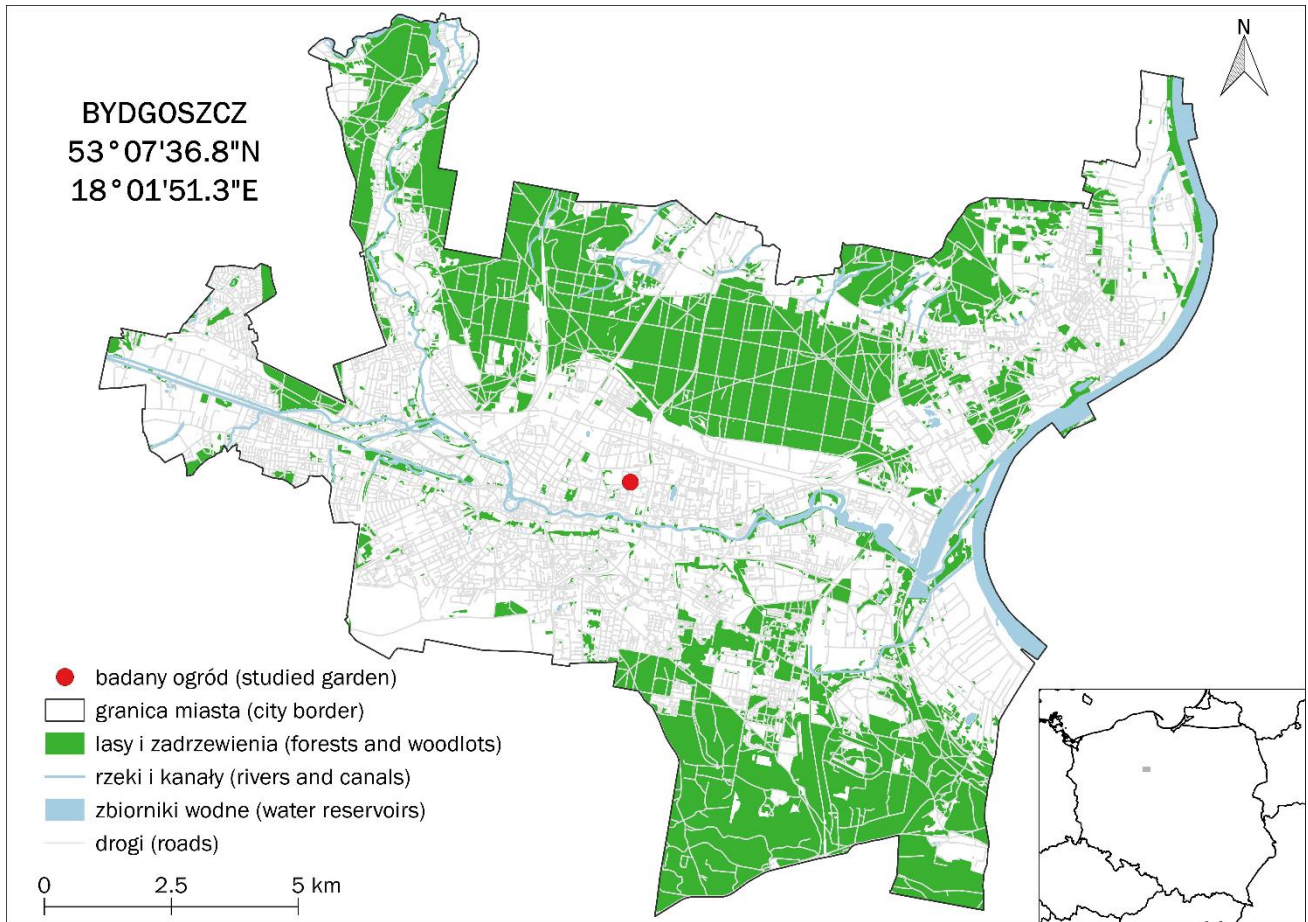 BYDGOSZCZ
53°07'36.8"N
18°01'51.3"E
N
badany ogród (studied garden)
granica miasta (city border)
lasy i zadrzewienia (forests and woodlots)
rzeki i kanały (rivers and canals)
zbiorniki wodne (water reservoirs)
drogi (roads)
0 2.5 5 km